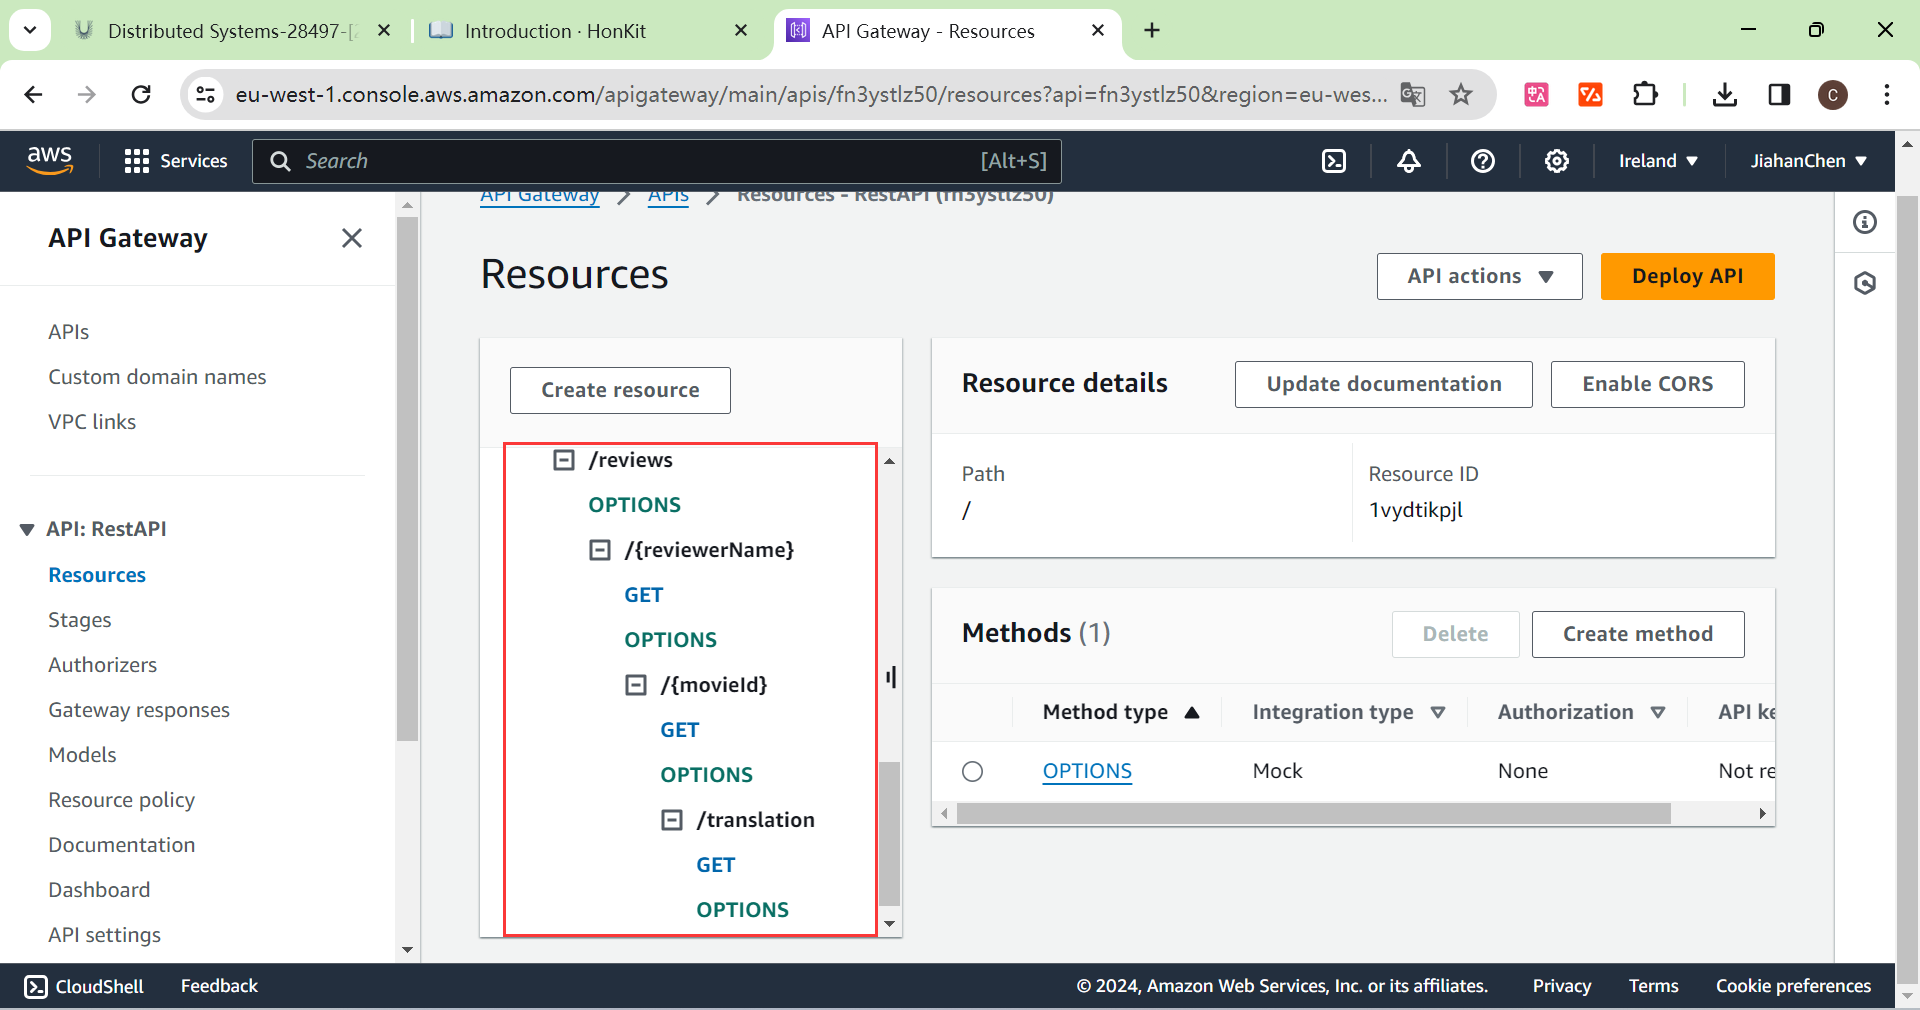 Distributed Systems-28497-[
Introduction · HonKit
API Gateway - Resources
eu-west-1.console.aws.amazon.com/apigateway/main/apis/fn3ystlz50/resources?api=fn3ystlz50&region=eu-wes...
C
aws
Services
Search
[Alt+S]
Ireland
JiahanChen
API Gateway
APIs
Resources - RestAPI (fn3ystlz50)
API Gateway
APIs
Custom domain names
VPC links
API: RestAPI
Resources
Stages
Authorizers
Gateway responses
Models
Resource policy
Documentation
Dashboard
API settings
Resources
API actions
Deploy API
Create resource
/reviews
OPTIONS
/{reviewerName}
GET
OPTIONS
/{movieId}
GET
OPTIONS
/translation
GET
OPTIONS
Resource details
Update documentation
Enable CORS
Path
/
Resource ID
1vydtikpjl
Methods (1)
Delete
Create method
Method type
Integration type
Authorization
API ke
OPTIONS
Mock
None
Not re
CloudShell
Feedback
© 2024, Amazon Web Services, Inc. or its affiliates.
Privacy
Terms
Cookie preferences